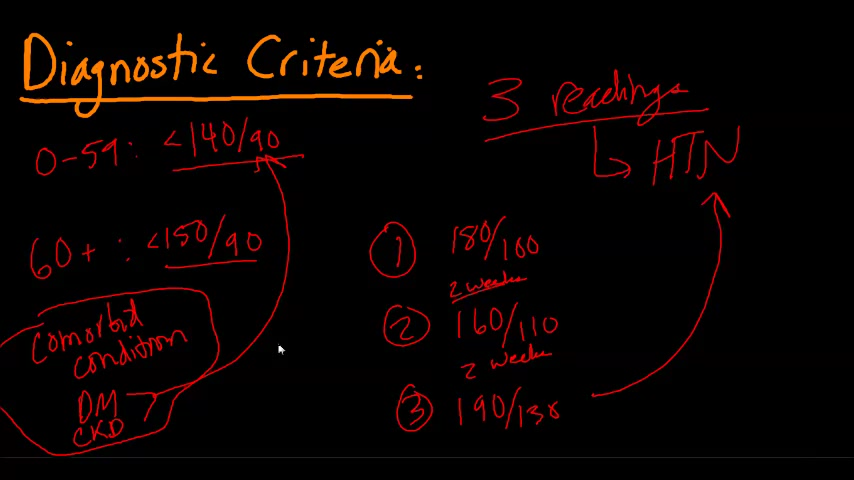 Diagnostic Criteria:
0-59: <140/90
60+ : <150/90
Comorbid
condition
DM
CKD
3 readings
HTN
1 180/100
2 weeks
2 160/110
2 weeks
3 190/130